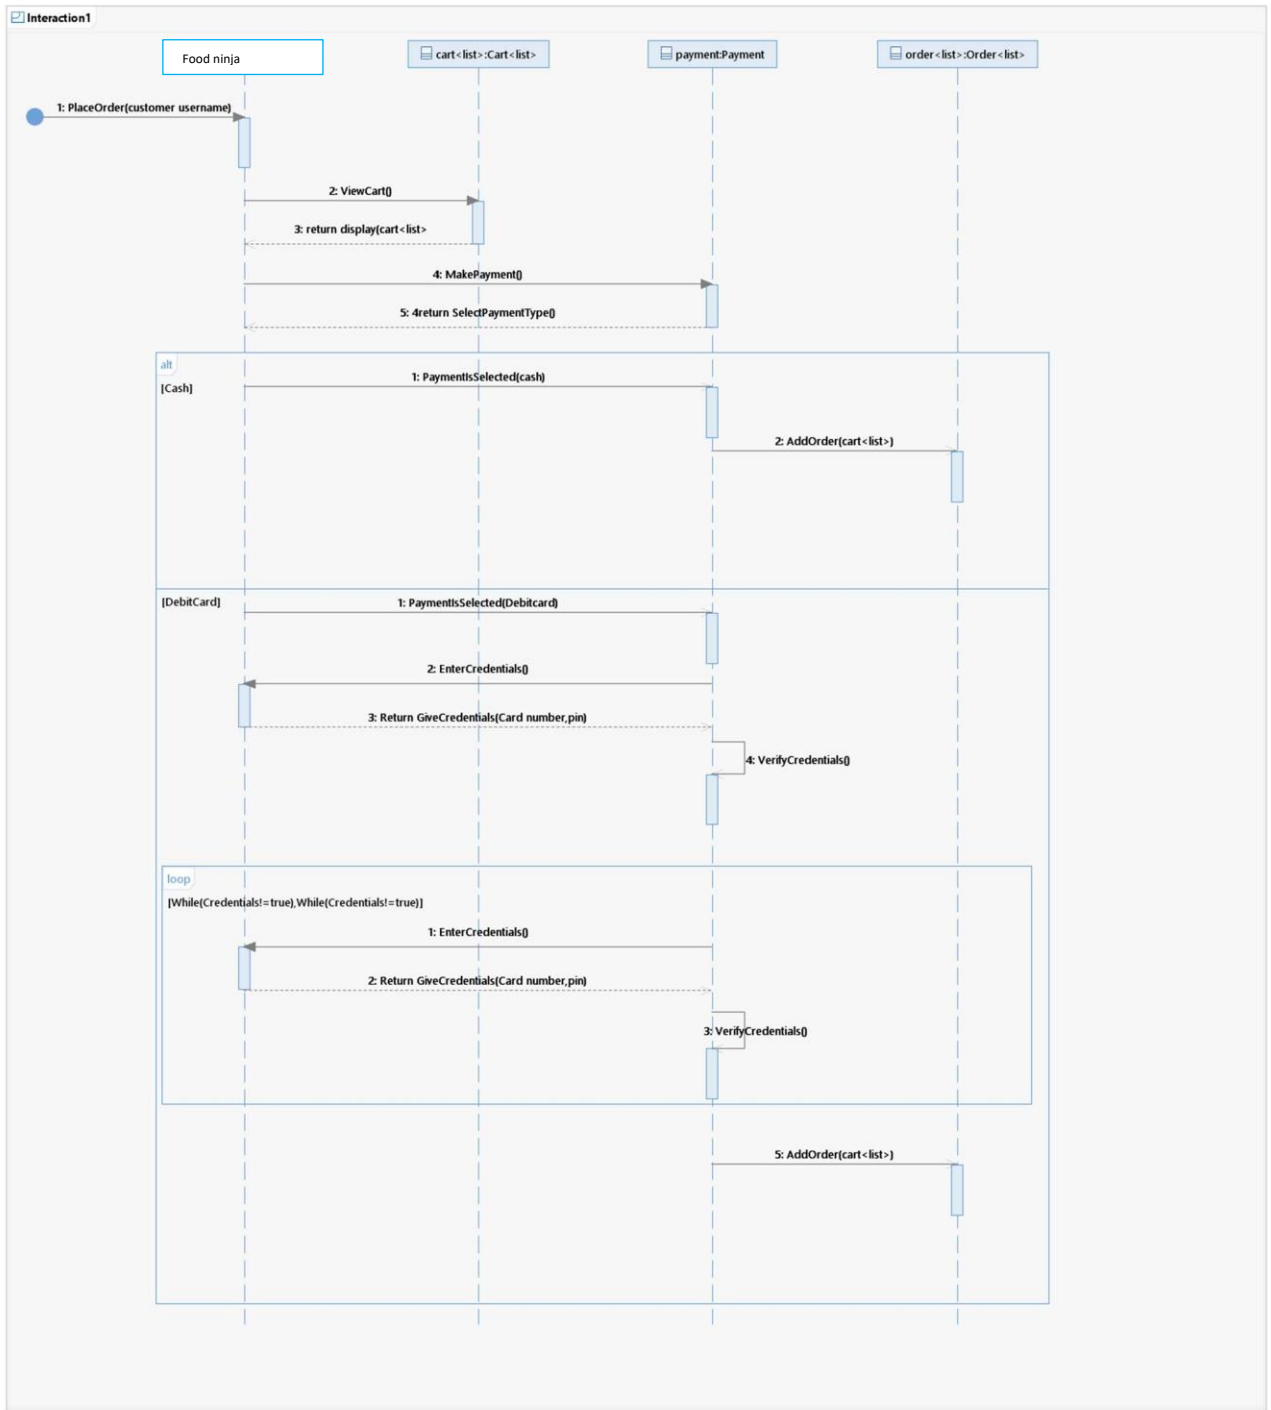 Interaction1
Food ninja
cart<list>:Cart<list>
payment:Payment
order<list>:Order<list>
1: PlaceOrder(customer username)
2: ViewCart()
3: return display(cart<list>
4: MakePayment()
5: 4return SelectPaymentType()
alt
[Cash]
1: PaymentIsSelected(cash)
2: AddOrder(cart<list>)
[DebitCard]
1: PaymentIsSelected(Debitcard)
2: EnterCredentials()
3: Return GiveCredentials(Card number,pin)
4: VerifyCredentials()
loop
[While(Credentials!=true),While(Credentials!=true)]
1: EnterCredentials()
2: Return GiveCredentials(Card number,pin)
3: VerifyCredentials()
5: AddOrder(cart<list>)